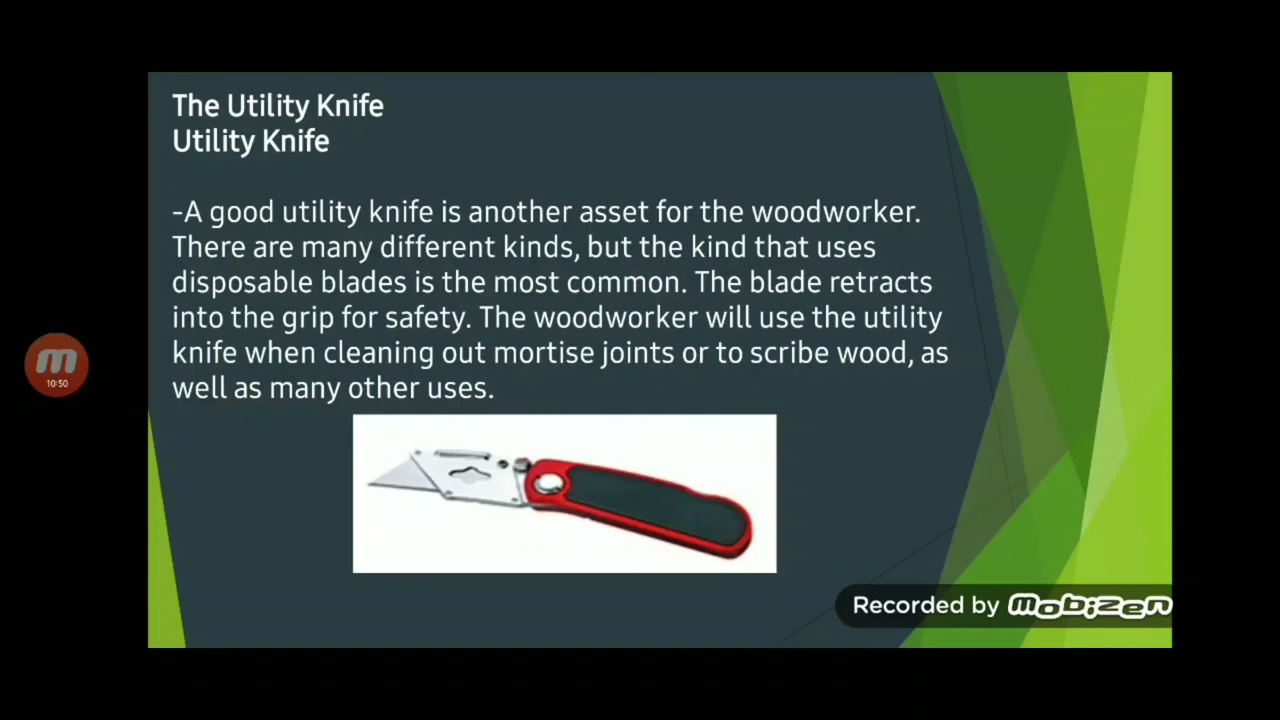 The Utility Knife
Utility Knife
-A good utility knife is another asset for the woodworker.
There are many different kinds, but the kind that uses
disposable blades is the most common. The blade retracts
into the grip for safety. The woodworker will use the utility
knife when cleaning out mortise joints or to scribe wood, as
well as many other uses.
m
10:50
Recorded by mobizen